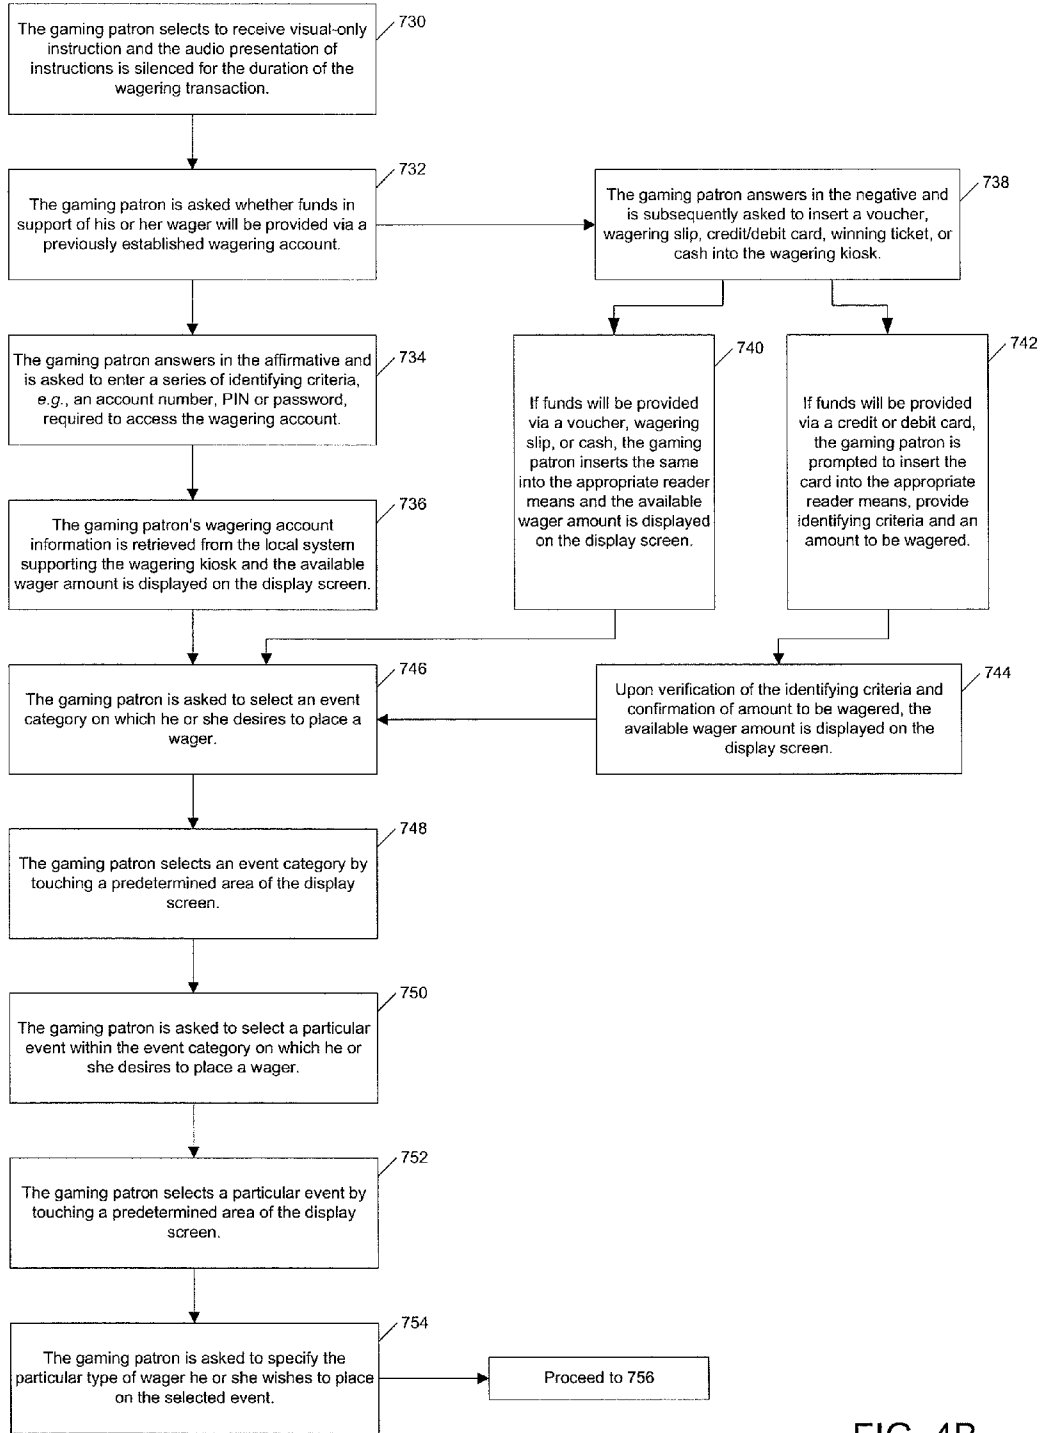 The gaming patron selects to receive visual-only
instruction and the audio presentation of
instructions is silenced for the duration of the
wagering transaction.
730
The gaming patron is asked whether funds in
support of his or her wager will be provided via a
previously established wagering account.
732
The gaming patron answers in the negative and
is subsequently asked to insert a voucher,
wagering slip, credit/debit card, winning ticket, or
cash into the wagering kiosk.
738
The gaming patron answers in the affirmative and
is asked to enter a series of identifying criteria,
e.g., an account number, PIN or password,
required to access the wagering account.
734
If funds will be provided
via a voucher, wagering
slip, or cash, the gaming
patron inserts the same
into the appropriate reader
means and the available
wager amount is displayed
on the display screen.
740
If funds will be provided
via a credit or debit card,
the gaming patron is
prompted to insert the
card into the appropriate
reader means, provide
identifying criteria and an
amount to be wagered.
742
The gaming patron's wagering account
information is retrieved from the local system
supporting the wagering kiosk and the available
wager amount is displayed on the display screen.
736
The gaming patron is asked to select an event
category on which he or she desires to place a
wager.
746
Upon verification of the identifying criteria and
confirmation of amount to be wagered, the
available wager amount is displayed on the
display screen.
744
The gaming patron selects an event category by
touching a predetermined area of the display
screen.
748
The gaming patron is asked to select a particular
event within the event category on which he or
she desires to place a wager.
750
The gaming patron selects a particular event by
touching a predetermined area of the display
screen.
752
The gaming patron is asked to specify the
particular type of wager he or she wishes to place
on the selected event.
754
Proceed to 756
FIG. 4B